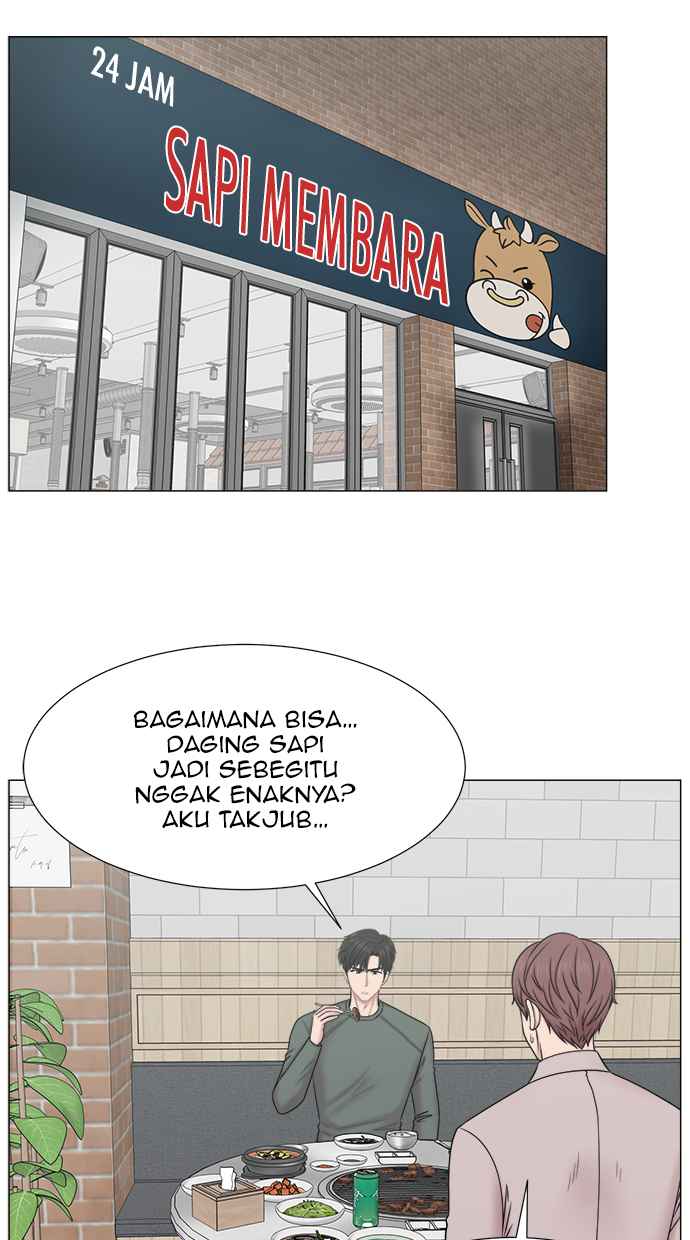 24 JAM
SAPI MEMBARA
BAGAIMANA BISA...
DAGING SAPI
JADI SEBEGITU
NGGAK ENAKNYA?
AKU TAKJUB...